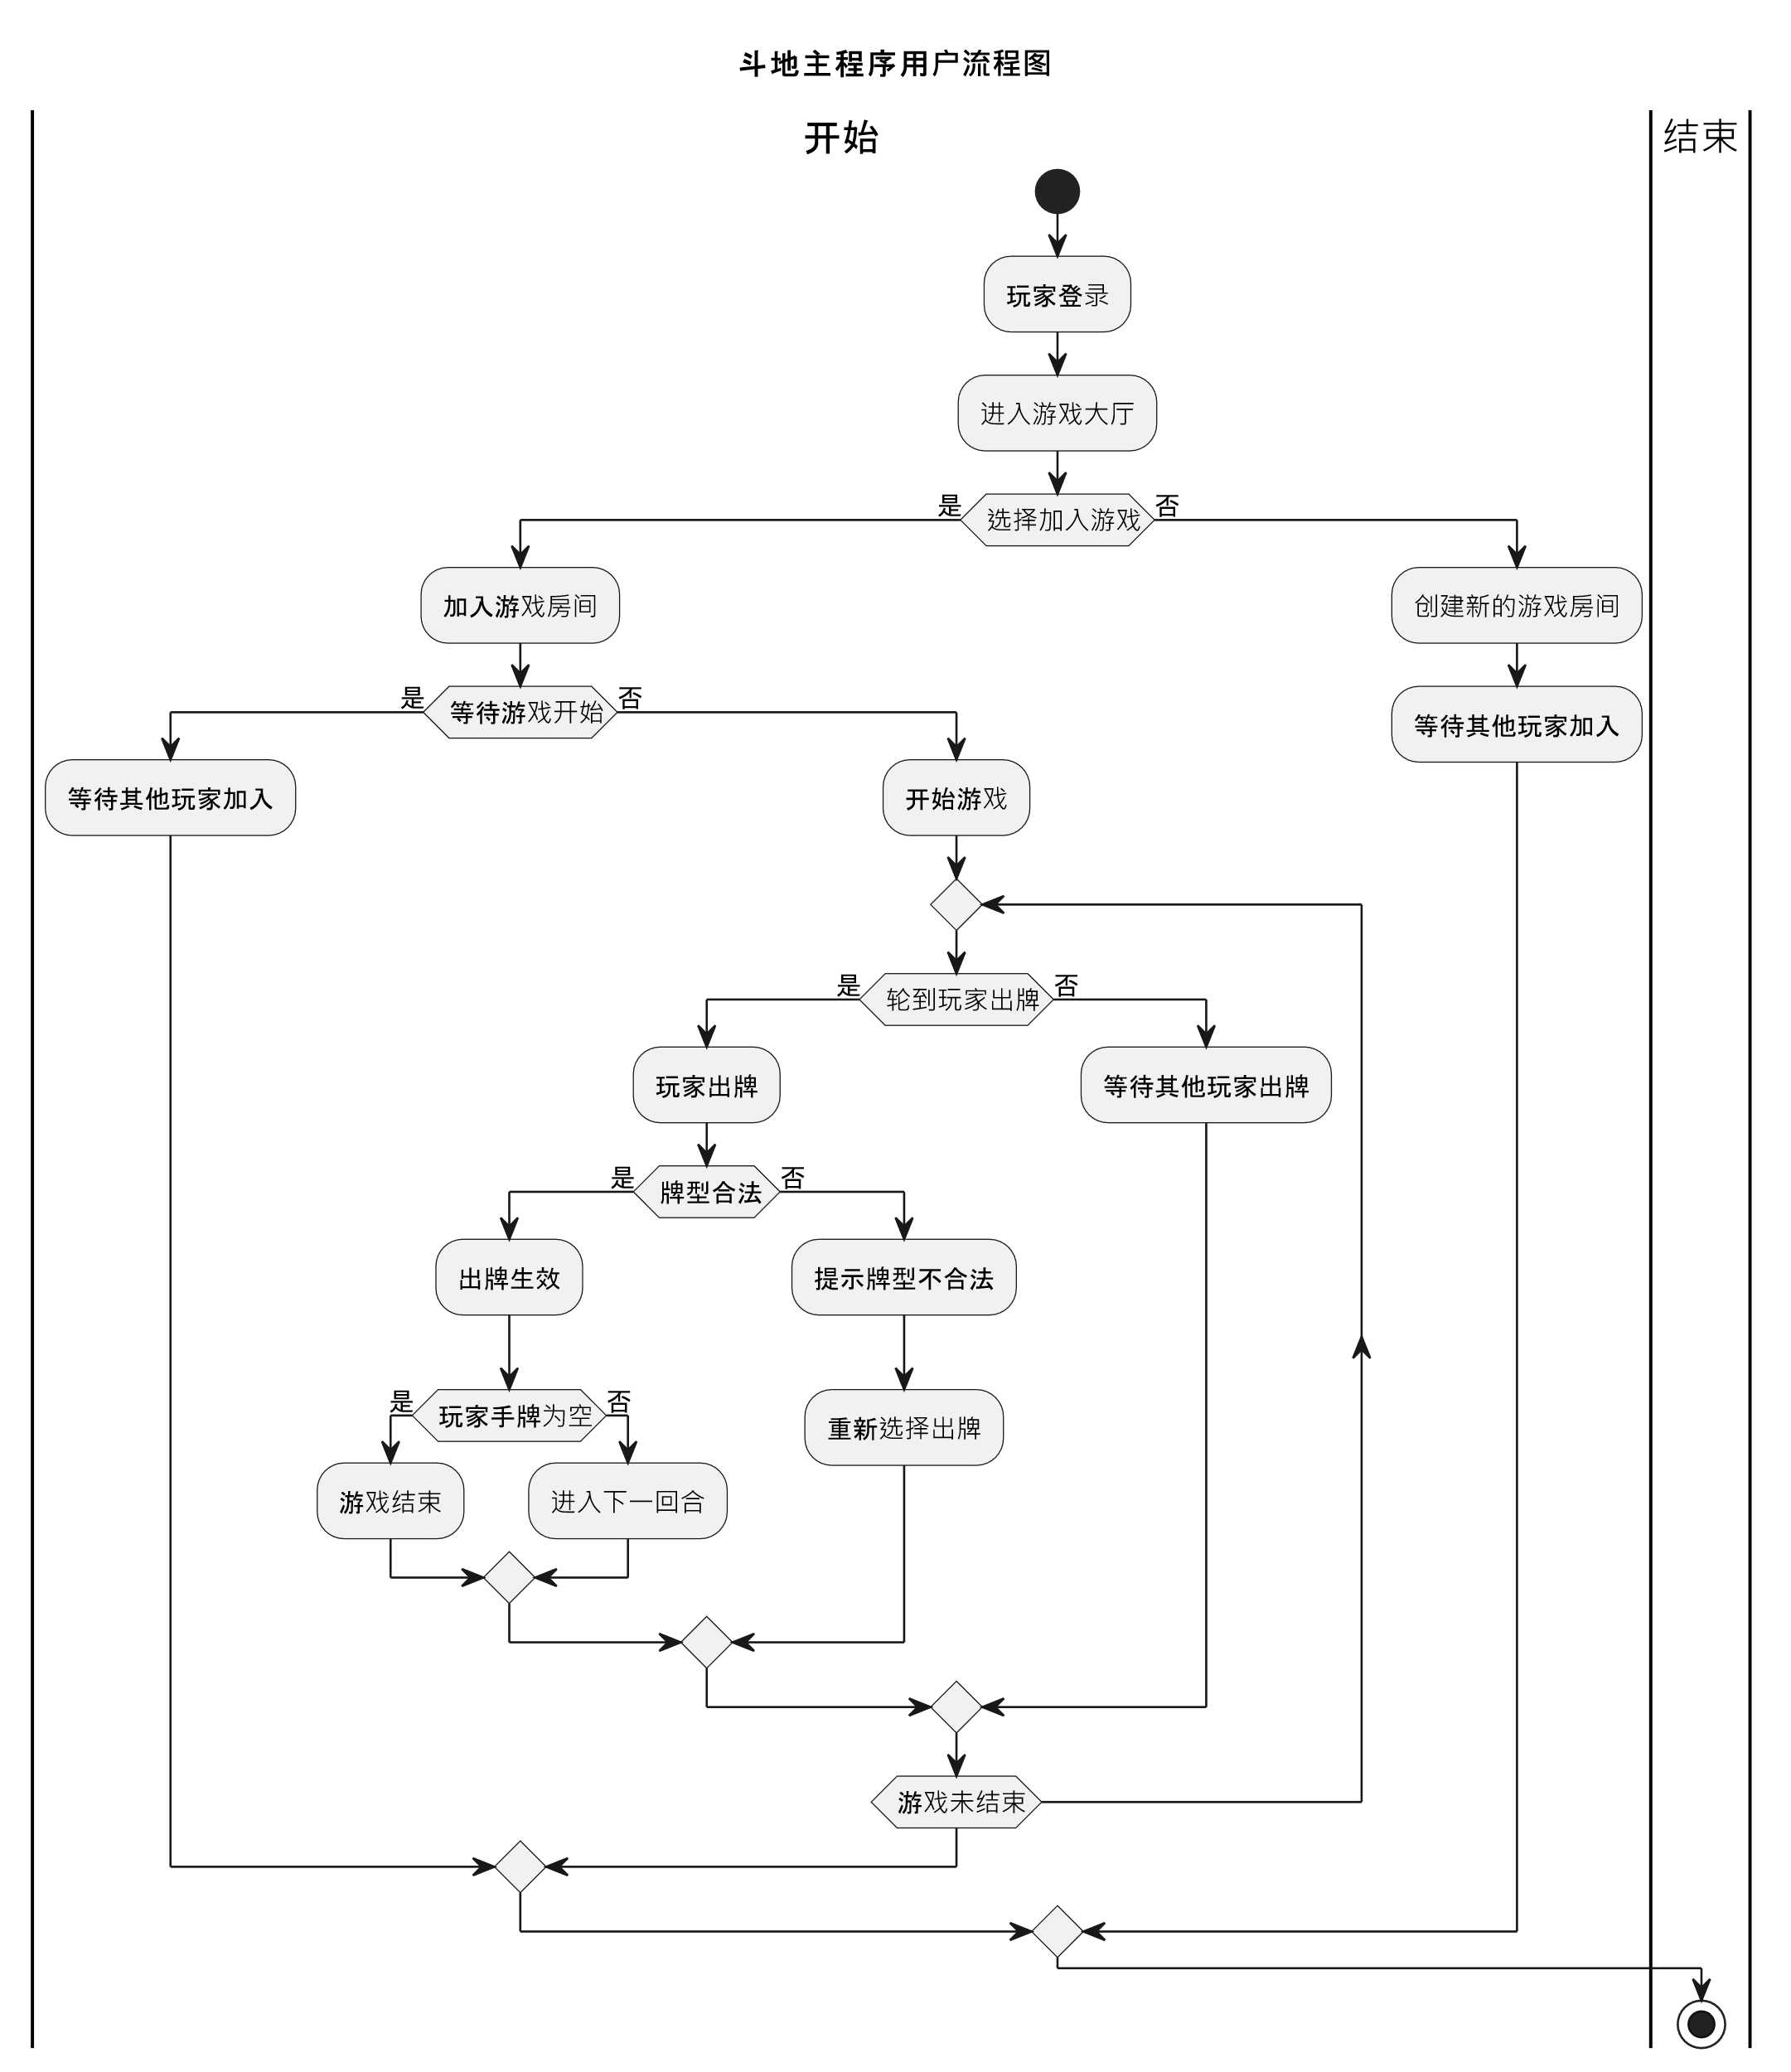 斗地主程序用户流程图
开始
结束
玩家登录
进入游戏大厅
是
选择加入游戏
否
加入游戏房间
创建新的游戏房间
是
等待游戏开始
否
等待其他玩家加入
等待其他玩家加入
开始游戏
是
轮到玩家出牌
否
玩家出牌
等待其他玩家出牌
是
牌型合法
否
出牌生效
提示牌型不合法
是
玩家手牌为空
否
重新选择出牌
游戏结束
进入下一回合
游戏未结束